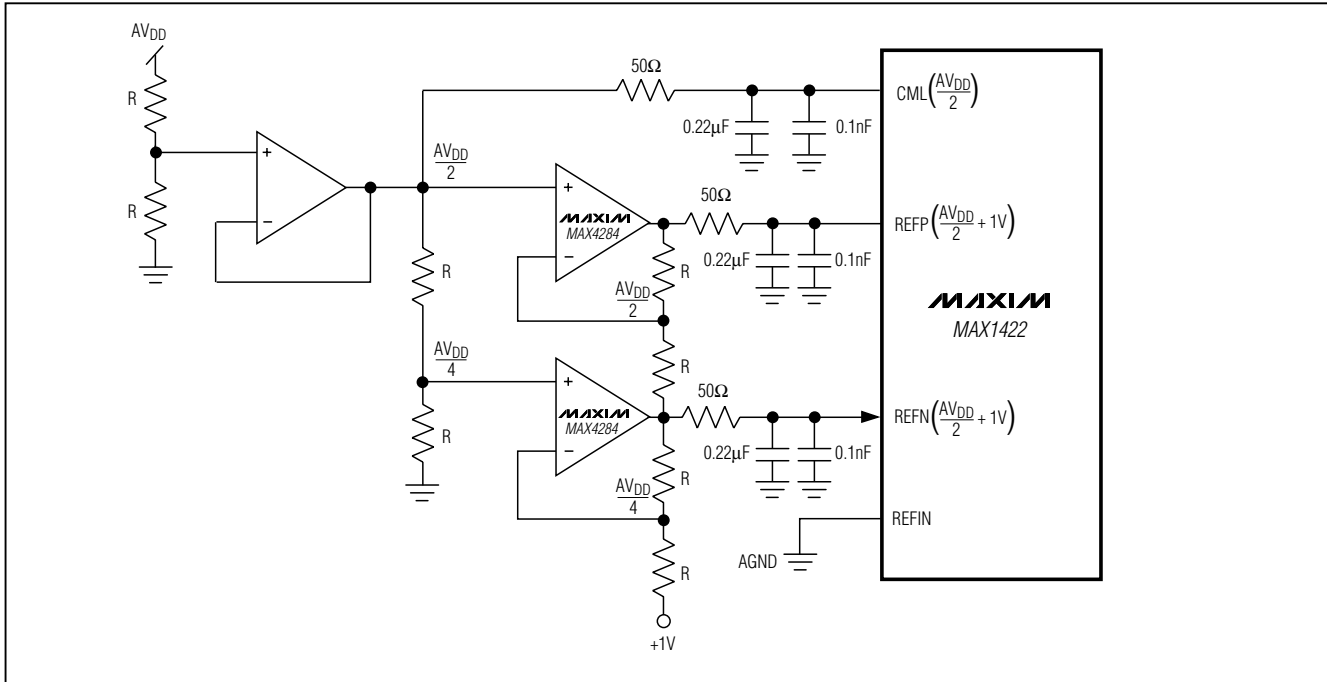 AVDD
R
R
+
−
AVDD
2
50Ω
0.22µF
0.1nF
CML(AVDD
2)
+
−
MAXIM
MAX4284
50Ω
R
AVDD
2
0.22µF
0.1nF
REFP(AVDD
2 + 1V)
R
R
AVDD
4
R
+
−
MAXIM
MAX4284
50Ω
R
AVDD
4
0.22µF
0.1nF
REFN(AVDD
2 + 1V)
R
+1V
MAXIM
MAX1422
REFIN
AGND